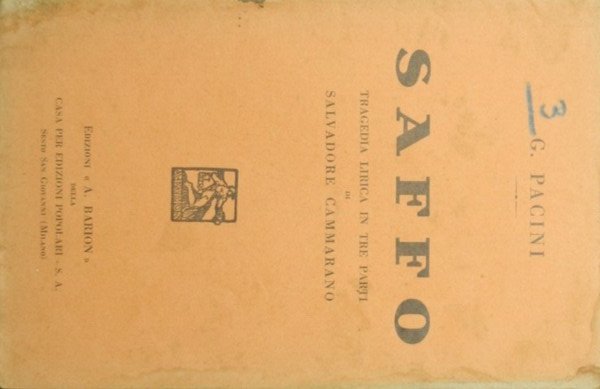 3
G. PACINI
SAFFO
TRAGEDIA LIRICA IN TRE PARTI
DI
SALVADORE CAMMARANO
EDIZIONI « A. BARION »
DELLA
CASA PER EDIZIONI POPOLARI - S. A.
SESTO SAN GIOVANNI (MILANO)